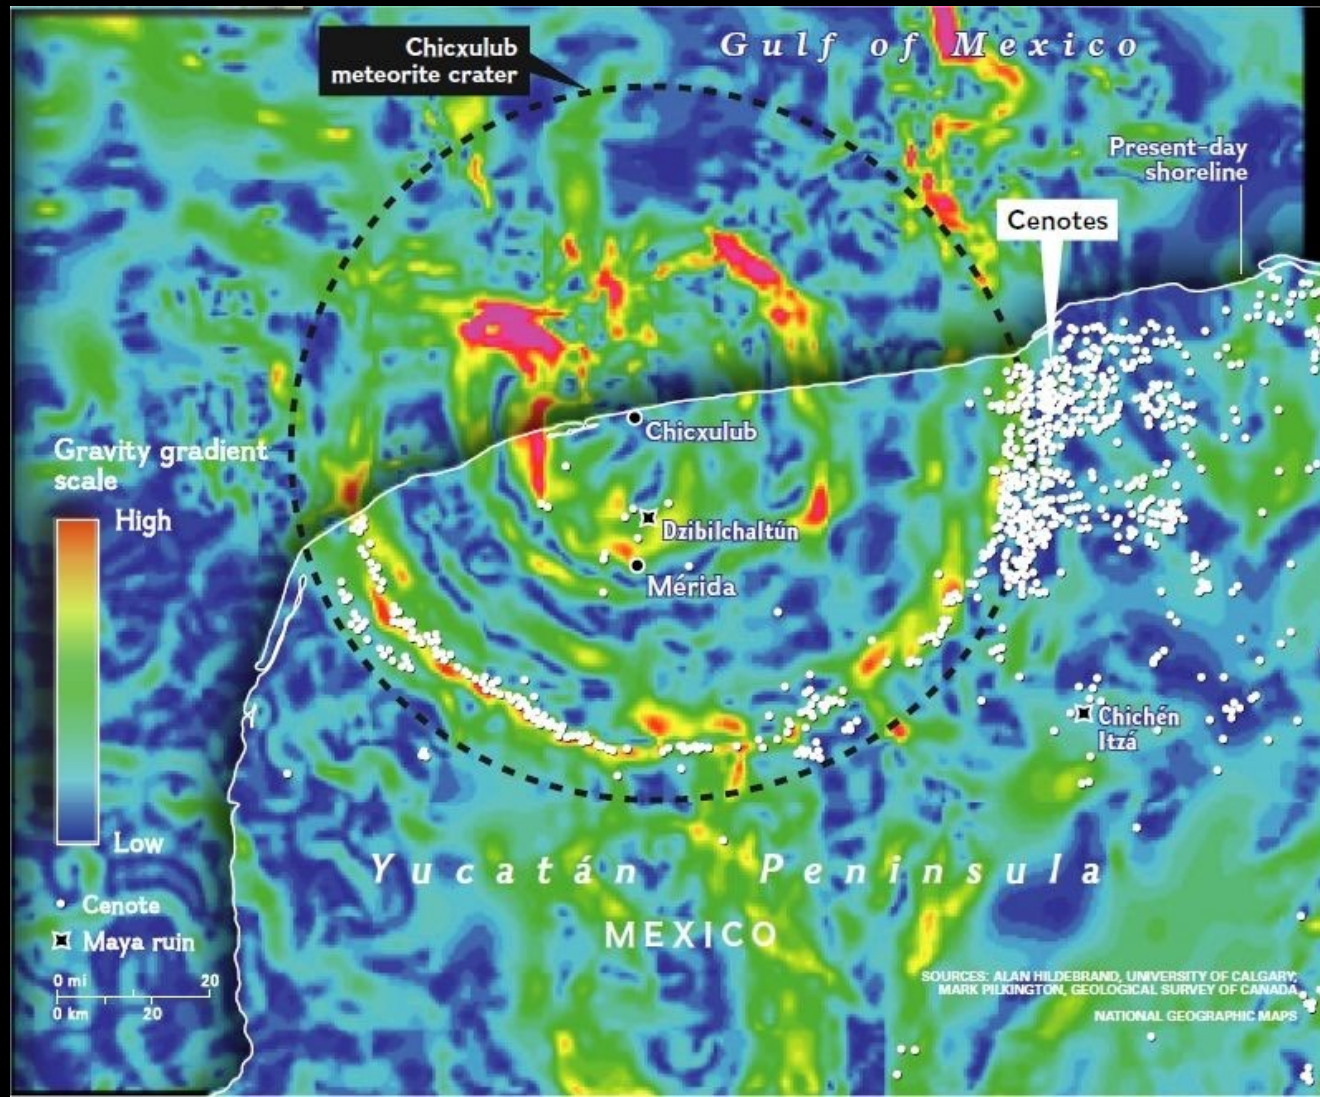 Chicxulub
meteorite crater
Gulf of Mexico
Present-day
shoreline
Cenotes
Chicxulub
Gravity gradient
scale
High
Dzibilchaltún
Mérida
Chichén
Itzá
Low
Yucatán Peninsula
Cenote
MEXICO
Maya ruin
0 mi 20
0 km 20
SOURCES: ALAN HILDEBRAND, UNIVERSITY OF CALGARY;
MARK PILKINGTON, GEOLOGICAL SURVEY OF CANADA
NATIONAL GEOGRAPHIC MAPS